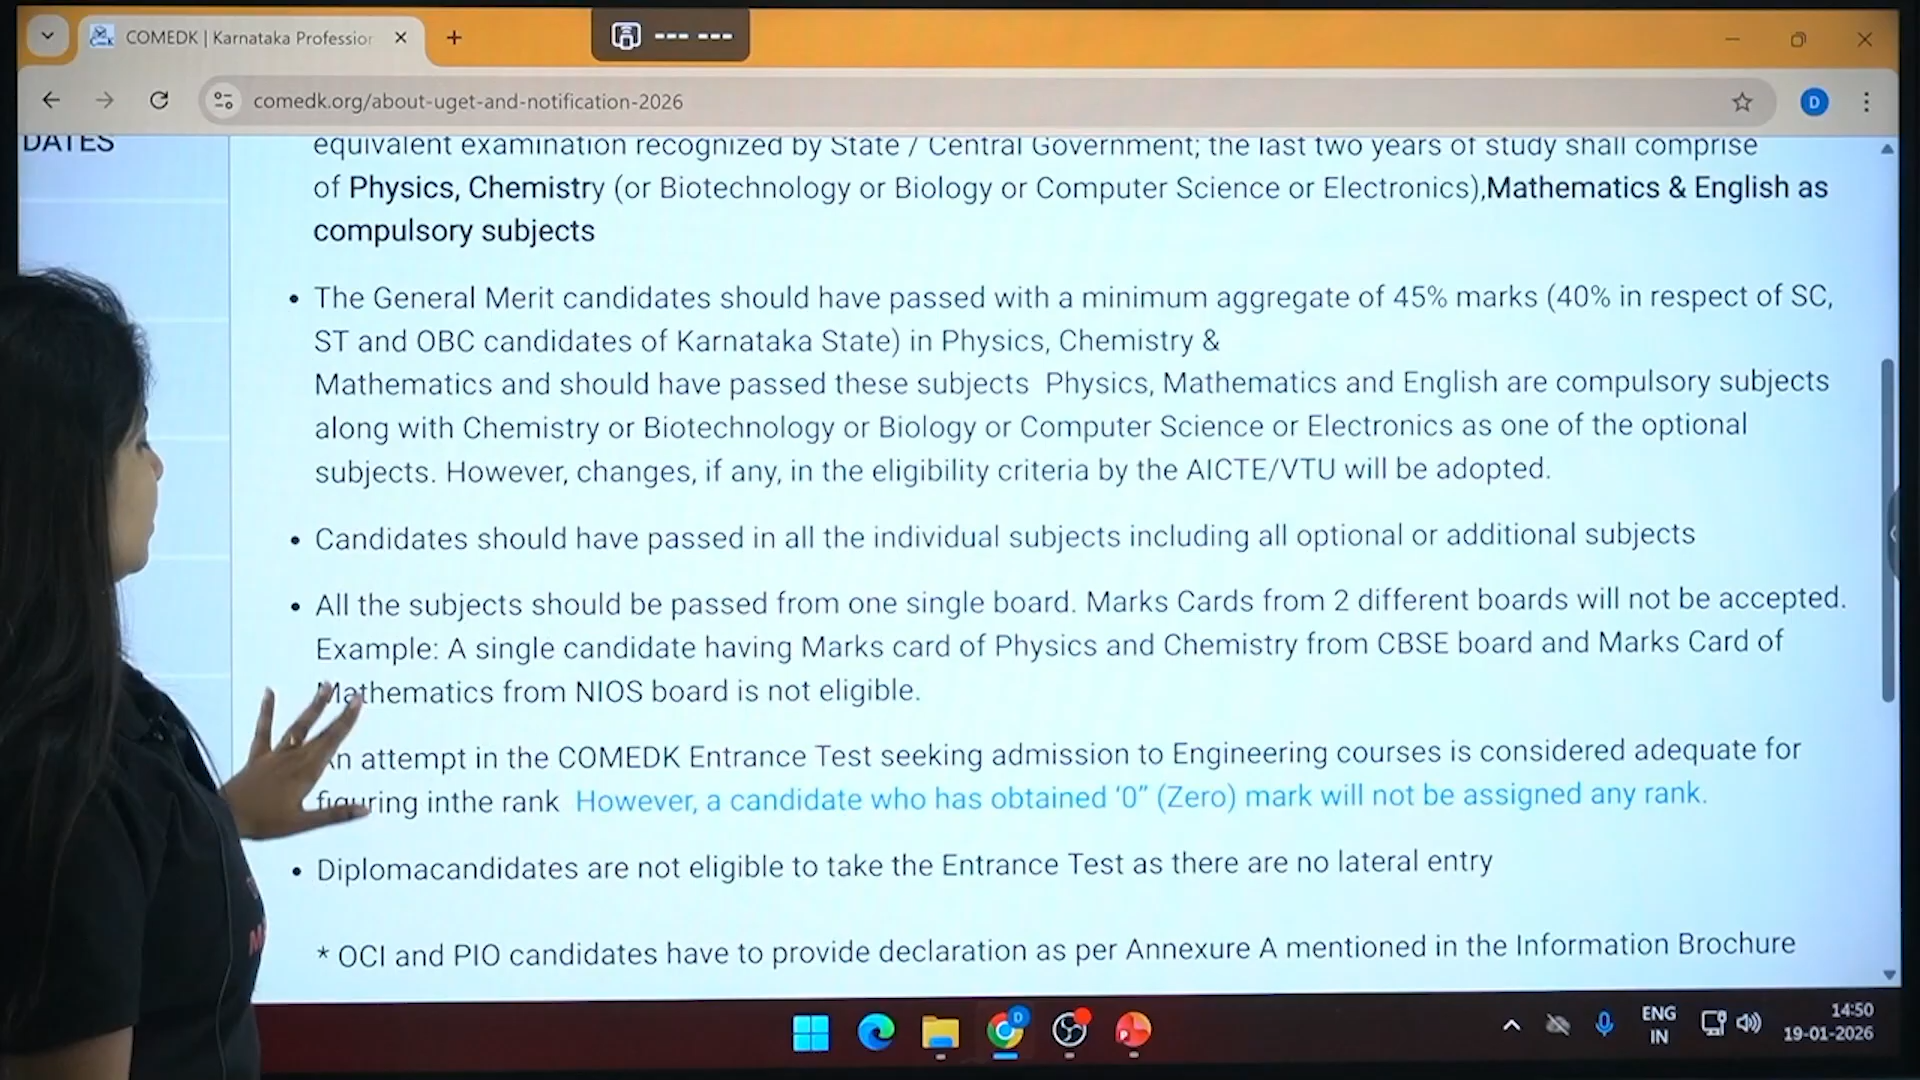 COMEDK | Karnataka Profession
comedk.org/about-uget-and-notification-2026
D
DATES
equivalent examination recognized by State / Central Government; the last two years of study shall comprise
of Physics, Chemistry (or Biotechnology or Biology or Computer Science or Electronics),Mathematics & English as
compulsory subjects
• The General Merit candidates should have passed with a minimum aggregate of 45% marks (40% in respect of SC,
ST and OBC candidates of Karnataka State) in Physics, Chemistry &
Mathematics and should have passed these subjects Physics, Mathematics and English are compulsory subjects
along with Chemistry or Biotechnology or Biology or Computer Science or Electronics as one of the optional
subjects. However, changes, if any, in the eligibility criteria by the AICTE/VTU will be adopted.
• Candidates should have passed in all the individual subjects including all optional or additional subjects
• All the subjects should be passed from one single board. Marks Cards from 2 different boards will not be accepted.
Example: A single candidate having Marks card of Physics and Chemistry from CBSE board and Marks Card of
Mathematics from NIOS board is not eligible.
An attempt in the COMEDK Entrance Test seeking admission to Engineering courses is considered adequate for
figuring inthe rank However, a candidate who has obtained ‘0” (Zero) mark will not be assigned any rank.
• Diplomacandidates are not eligible to take the Entrance Test as there are no lateral entry
* OCI and PIO candidates have to provide declaration as per Annexure A mentioned in the Information Brochure
D
ENG
IN
14:50
19-01-2026